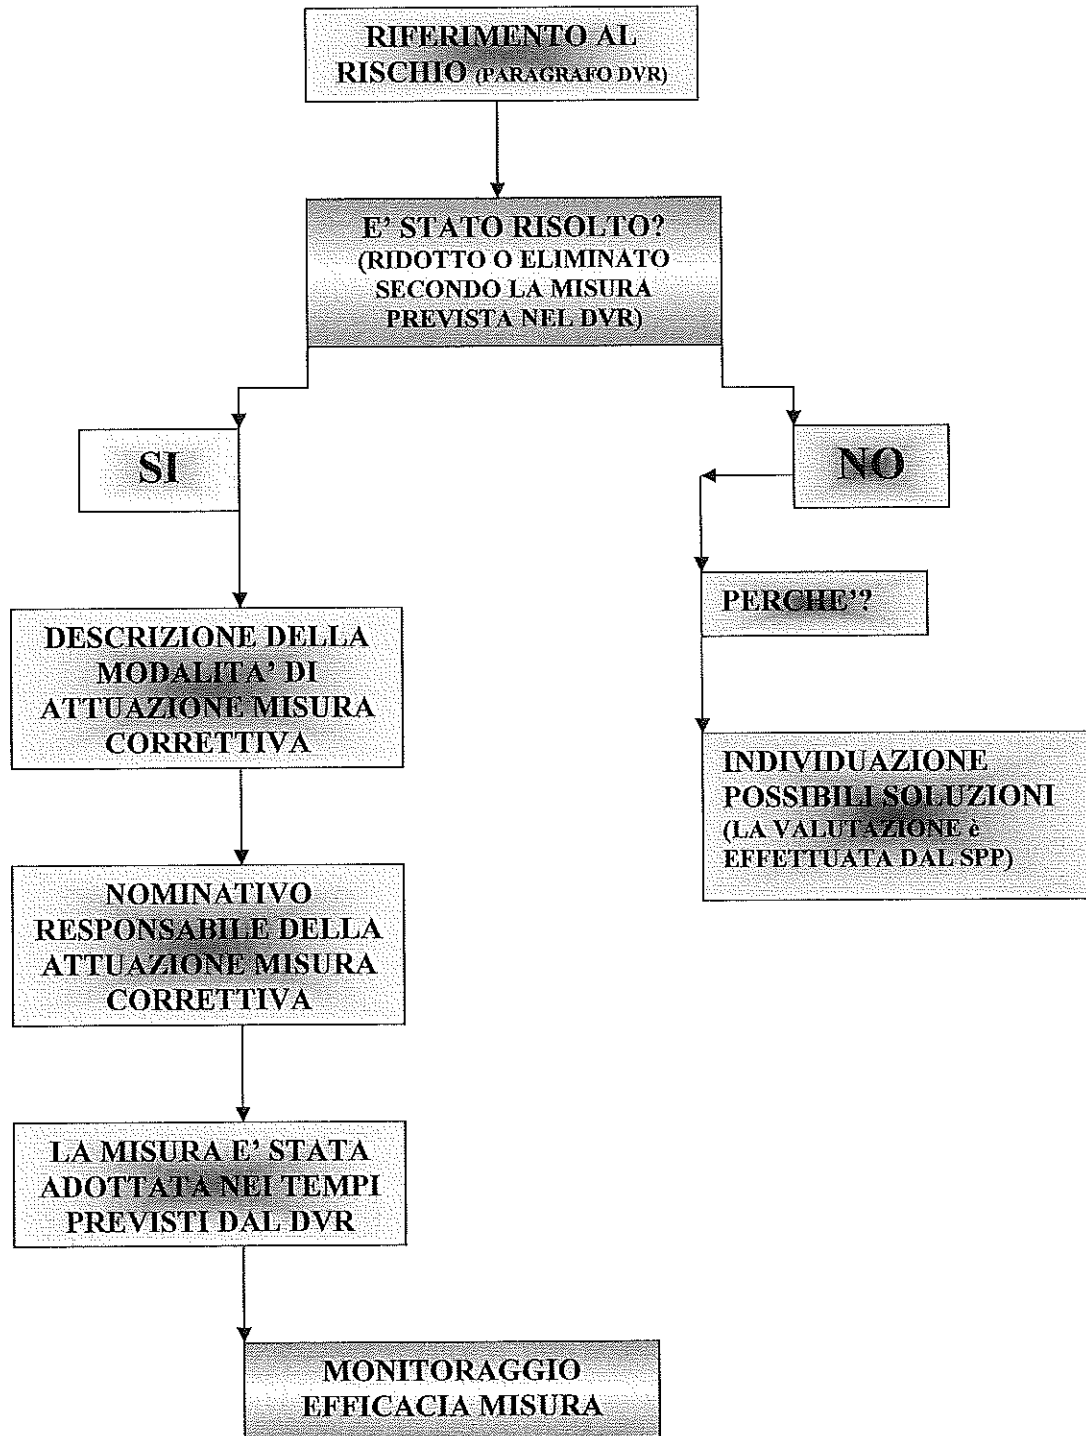 RIFERIMENTO AL
RISCHIO (PARAGRAFO DVR)
E' STATO RISOLTO?
(RIDOTTO O ELIMINATO
SECONDO LA MISURA
PREVISTA NEL DVR)
SI
NO
PERCHE'?
DESCRIZIONE DELLA
MODALITA' DI
ATTUAZIONE MISURA
CORRETTIVA
INDIVIDUAZIONE
POSSIBILI SOLUZIONI
(LA VALUTAZIONE è
EFFETTUATA DAL SPP)
NOMINATIVO
RESPONSABILE DELLA
ATTUAZIONE MISURA
CORRETTIVA
LA MISURA E' STATA
ADOTTATA NEI TEMPI
PREVISTI DAL DVR
MONITORAGGIO
EFFICACIA MISURA